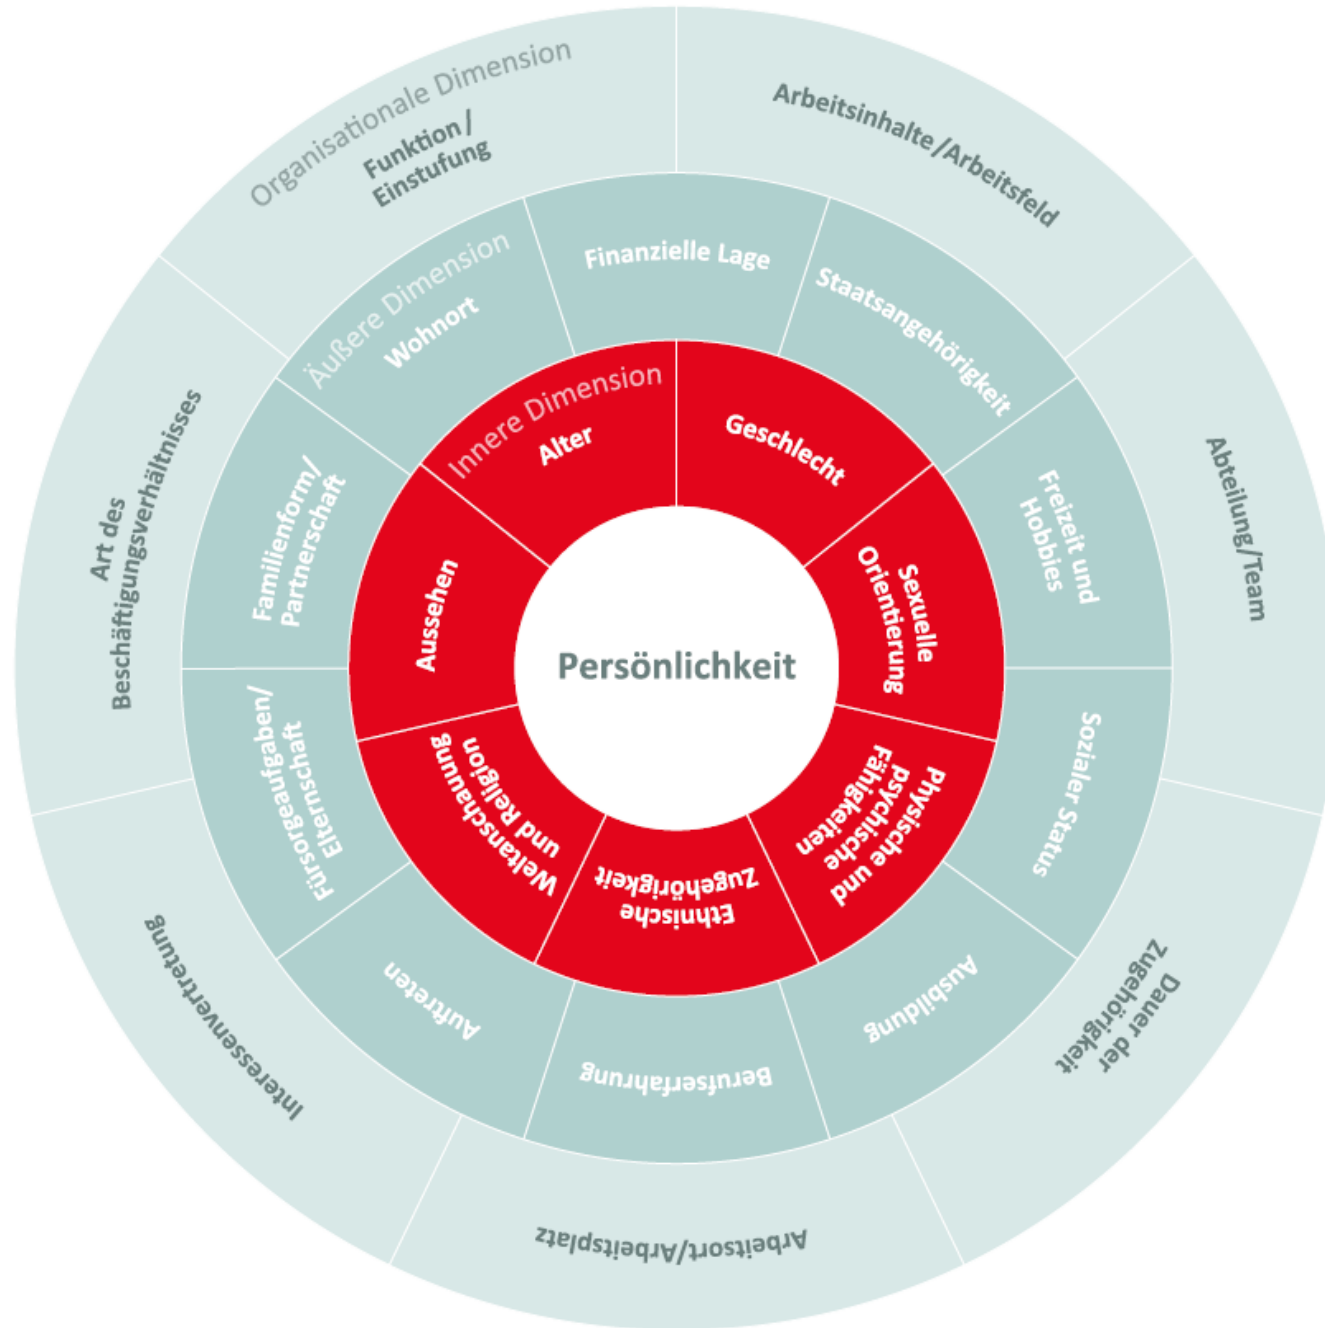 Organisationale Dimension
Funktion/
Einstufung
Arbeitsinhalte/Arbeitsfeld
Abteilung/Team
Dauer der
Zugehörigkeit
Arbeitsort/Arbeitsplatz
Interessenvertretung
Art des
Beschäftigungsverhältnisses
Äußere Dimension
Wohnort
Finanzielle Lage
Staatsangehörigkeit
Freizeit und
Hobbies
Sozialer Status
Ausbildung
Berufserfahrung
Auftreten
Fürsorgeaufgaben/
Elternschaft
Familienform/
Partnerschaft
Innere Dimension
Alter
Geschlecht
Sexuelle
Orientierung
Physische und
psychische
Fähigkeiten
Ethnische
Zugehörigkeit
Weltanschauung
und Religion
Aussehen
Persönlichkeit